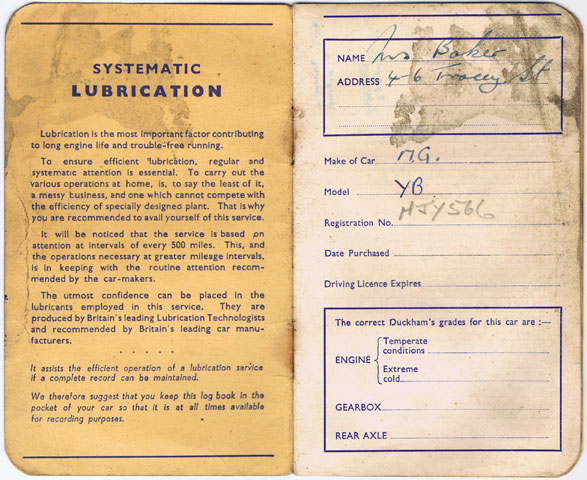 SYSTEMATIC
LUBRICATION
Lubrication is the most important factor contributing
to long engine life and trouble-free running.
To ensure efficient lubrication, regular and
systematic attention is essential. To carry out the
various operations at home, is, to say the least of it,
a messy business, and one which cannot compete with
the efficiency of specially designed plant. That is why
you are recommended to avail yourself of this service.
It will be noticed that the service is based on
attention at intervals of every 500 miles. This, and
the operations necessary at greater mileage intervals,
is in keeping with the routine attention recom-
mended by the car-makers.
The utmost confidence can be placed in the
lubricants employed in this service. They are
produced by Britain's leading Lubrication Technologists
and recommended by Britain's leading car manu-
facturers.
. . . . .
It assists the efficient operation of a lubrication service
if a complete record can be maintained.
We therefore suggest that you keep this log book in the
pocket of your car so that it is at all times available
for recording purposes.
NAME Baker
ADDRESS 46 St
Make of Car M.G.
Model YB
Registration No. HJY566
Date Purchased
Driving Licence Expires
The correct Duckham's grades for this car are :—
ENGINE
Temperate
conditions
Extreme
cold
GEARBOX
REAR AXLE